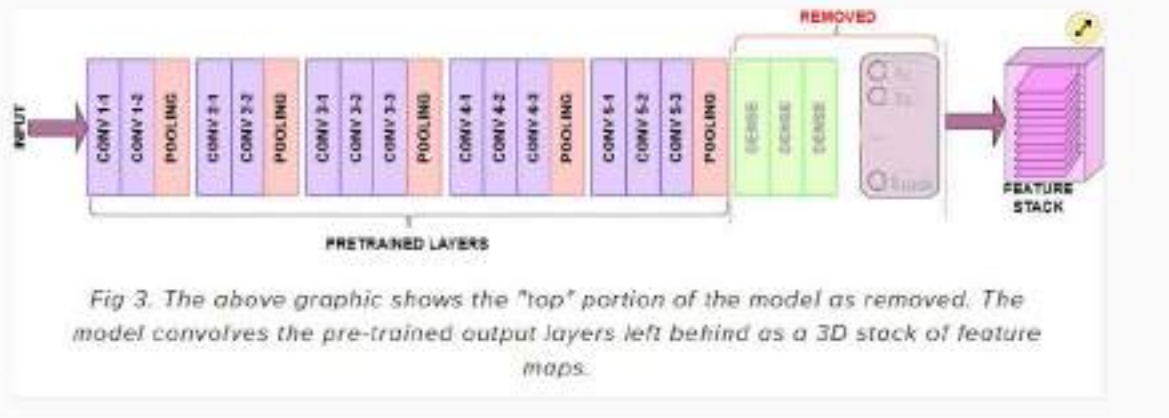 REMOVED
INPUT
CONV 1-1
CONV 1-2
POOLING
CONV 2-1
CONV 2-2
POOLING
CONV 3-1
CONV 3-2
CONV 3-3
POOLING
CONV 4-1
CONV 4-2
CONV 4-3
POOLING
CONV 5-1
CONV 5-2
CONV 5-3
POOLING
DENSE
DENSE
DENSE
FEATURE
STACK
PRETRAINED LAYERS
Fig 3. The above graphic shows the "top" portion of the model as removed. The
model convolves the pre-trained output layers left behind as a 3D stack of feature
maps.